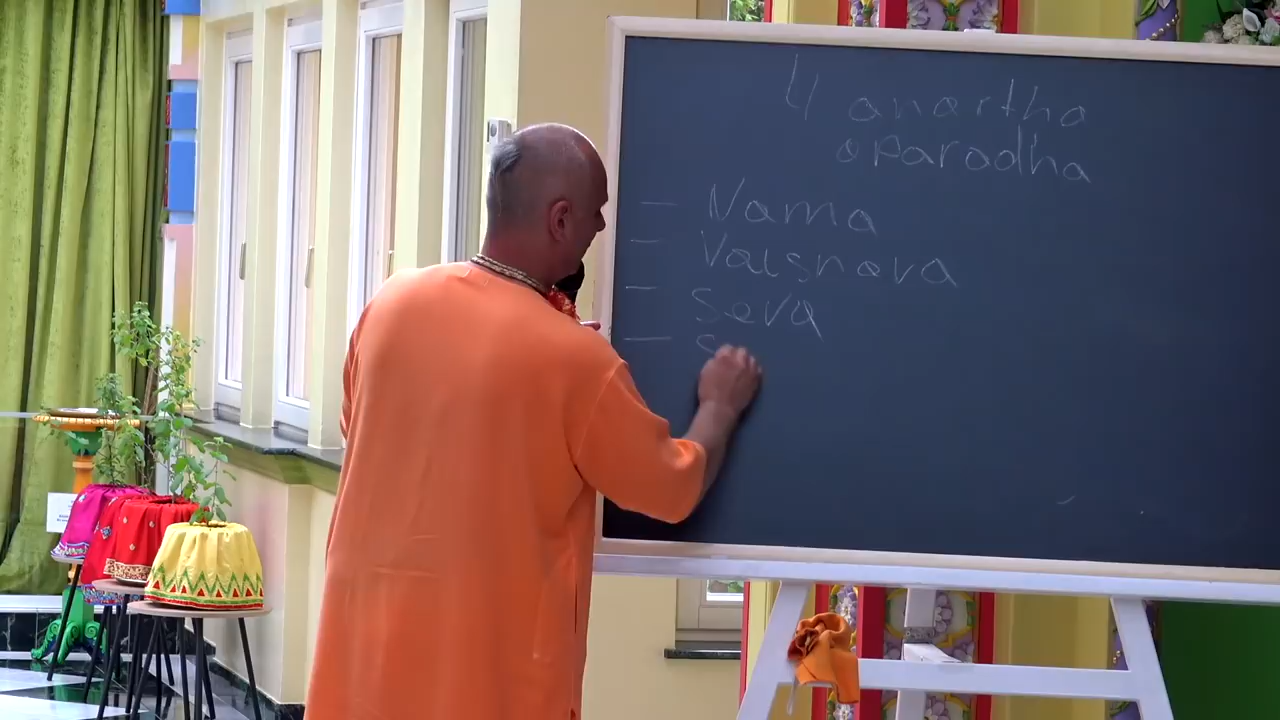 4 anartha
aparadha
— Nama
— Vaisnava
— Seva
— S